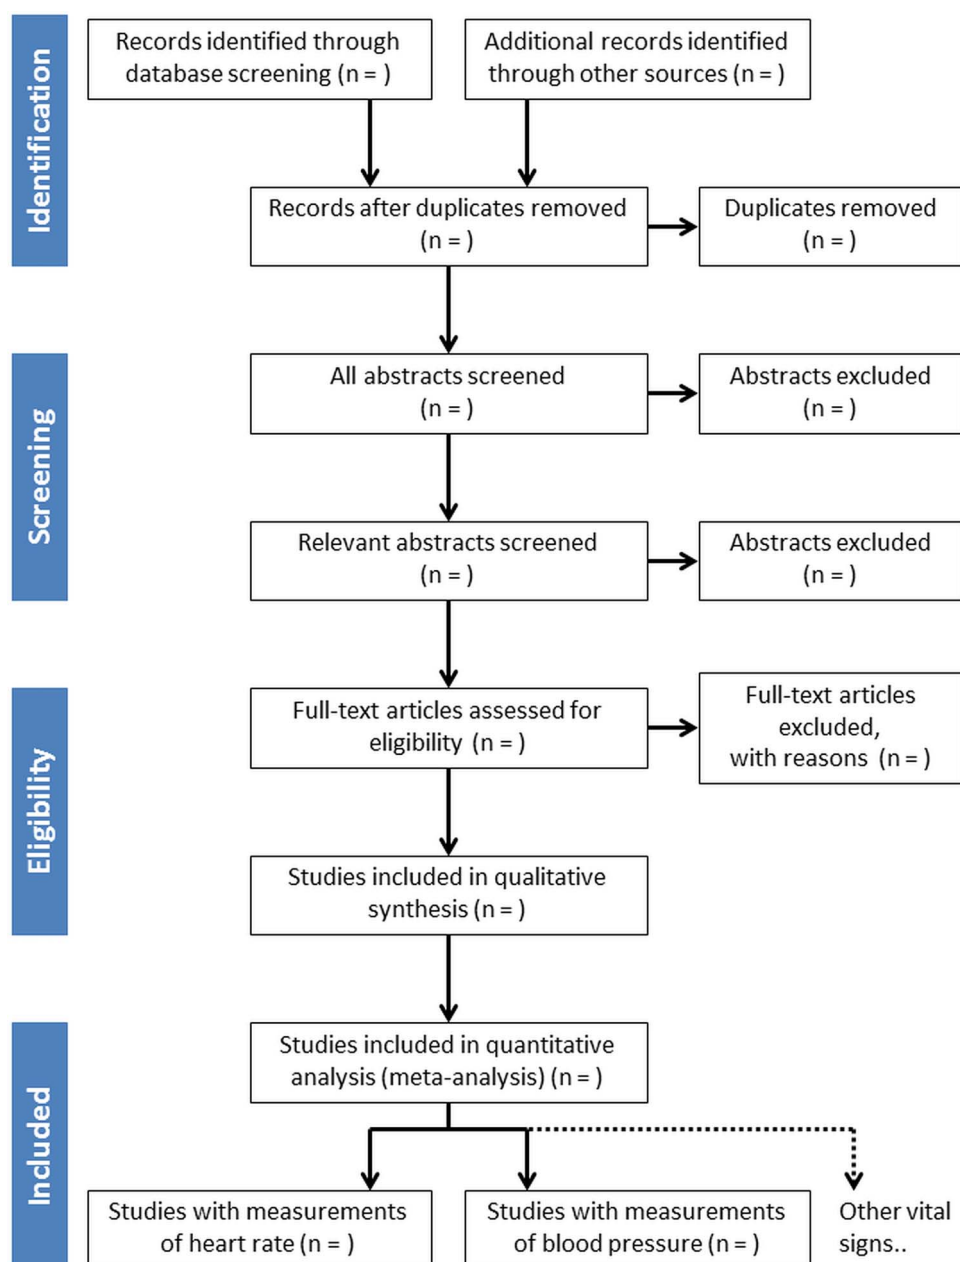 Identification
Records identified through
database screening (n = )
Additional records identified
through other sources (n = )
Records after duplicates removed
(n = )
Duplicates removed
(n = )
Screening
All abstracts screened
(n = )
Abstracts excluded
(n = )
Relevant abstracts screened
(n = )
Abstracts excluded
(n = )
Eligibility
Full-text articles assessed for
eligibility (n = )
Full-text articles
excluded,
with reasons (n = )
Studies included in qualitative
synthesis (n = )
Included
Studies included in quantitative
analysis (meta-analysis) (n = )
Studies with measurements
of heart rate (n = )
Studies with measurements
of blood pressure (n = )
Other vital
signs..